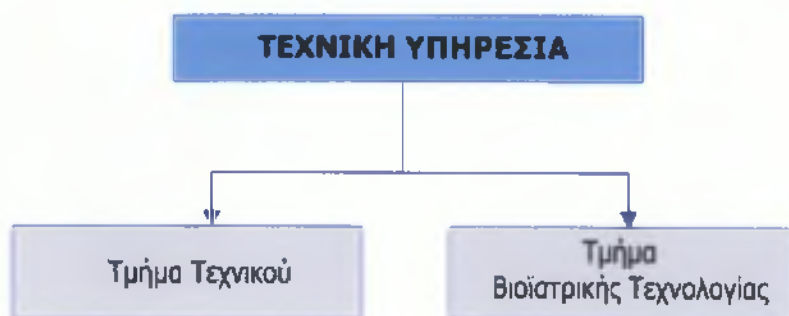 ΤΕΧΝΙΚΗ ΥΠΗΡΕΣΙΑ
Τμήμα Τεχνικού
Τμήμα
Βιοϊατρικής Τεχνολογίας